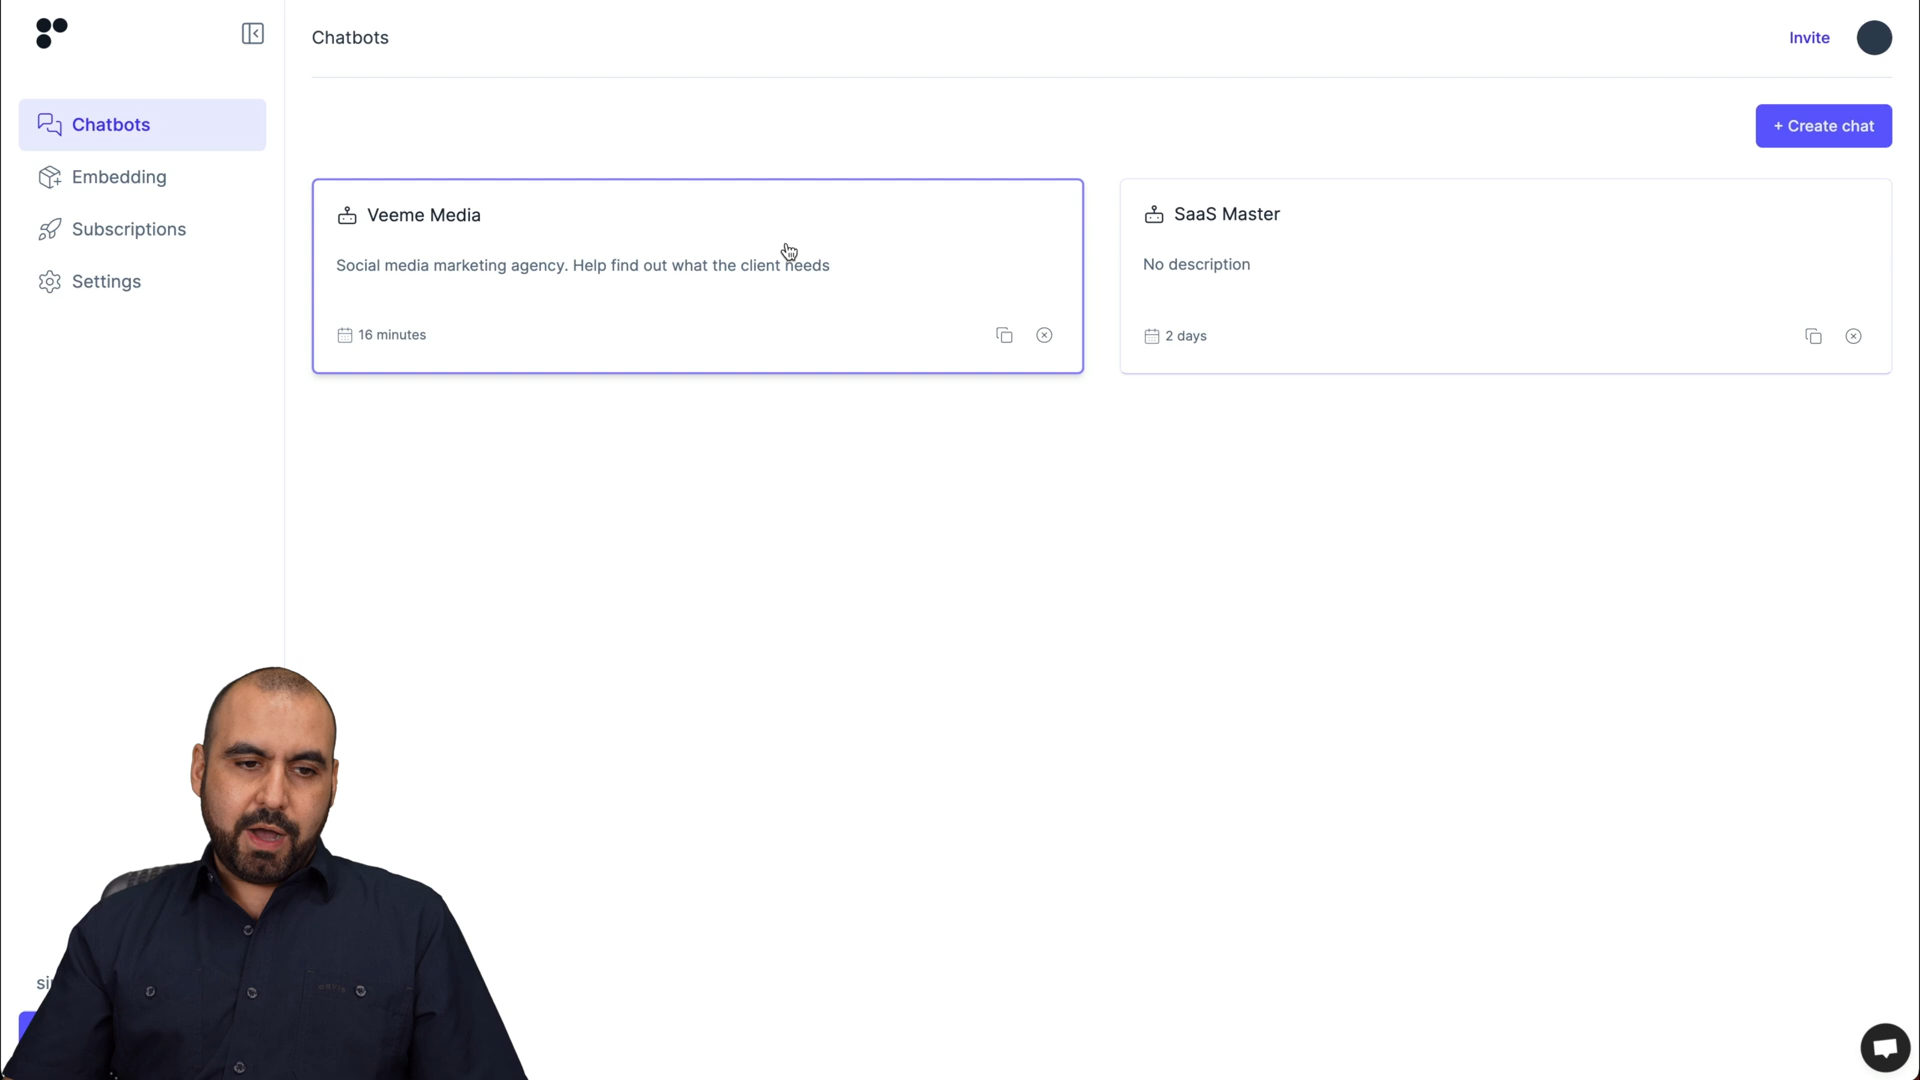 Chatbots
Invite
Chatbots
+ Create chat
Embedding
Subscriptions
Settings
Veeme Media
Social media marketing agency. Help find out what the client needs
16 minutes
SaaS Master
No description
2 days
ORVIS